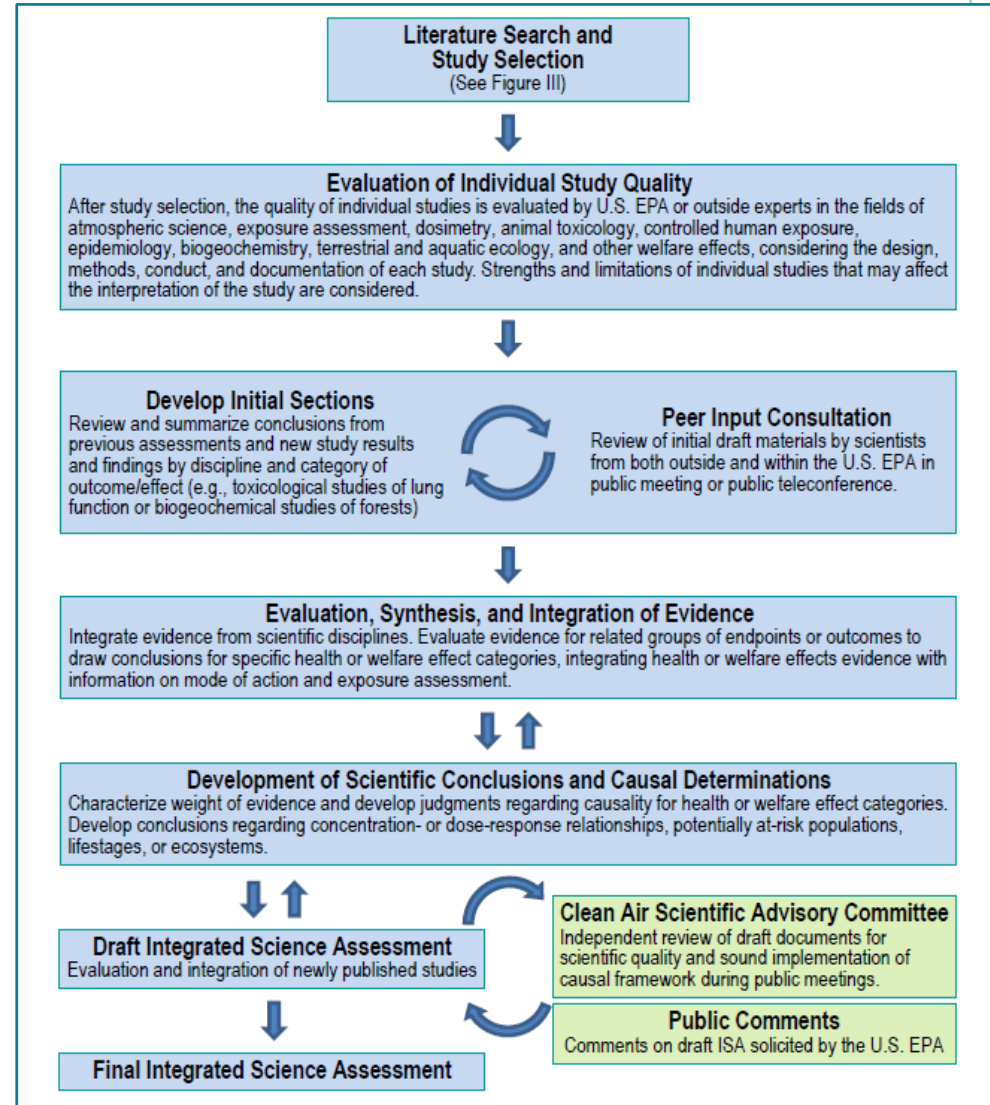 Literature Search and
Study Selection
(See Figure III)
Evaluation of Individual Study Quality
After study selection, the quality of individual studies is evaluated by U.S. EPA or outside experts in the fields of
atmospheric science, exposure assessment, dosimetry, animal toxicology, controlled human exposure,
epidemiology, biogeochemistry, terrestrial and aquatic ecology, and other welfare effects, considering the design,
methods, conduct, and documentation of each study. Strengths and limitations of individual studies that may affect
the interpretation of the study are considered.
Develop Initial Sections
Review and summarize conclusions from
previous assessments and new study results
and findings by discipline and category of
outcome/effect (e.g., toxicological studies of lung
function or biogeochemical studies of forests)
Peer Input Consultation
Review of initial draft materials by scientists
from both outside and within the U.S. EPA in
public meeting or public teleconference.
Evaluation, Synthesis, and Integration of Evidence
Integrate evidence from scientific disciplines. Evaluate evidence for related groups of endpoints or outcomes to
draw conclusions for specific health or welfare effect categories, integrating health or welfare effects evidence with
information on mode of action and exposure assessment.
Development of Scientific Conclusions and Causal Determinations
Characterize weight of evidence and develop judgments regarding causality for health or welfare effect categories.
Develop conclusions regarding concentration- or dose-response relationships, potentially at-risk populations,
lifestages, or ecosystems.
Draft Integrated Science Assessment
Evaluation and integration of newly published studies
Clean Air Scientific Advisory Committee
Independent review of draft documents for
scientific quality and sound implementation of
causal framework during public meetings.
Public Comments
Comments on draft ISA solicited by the U.S. EPA
Final Integrated Science Assessment